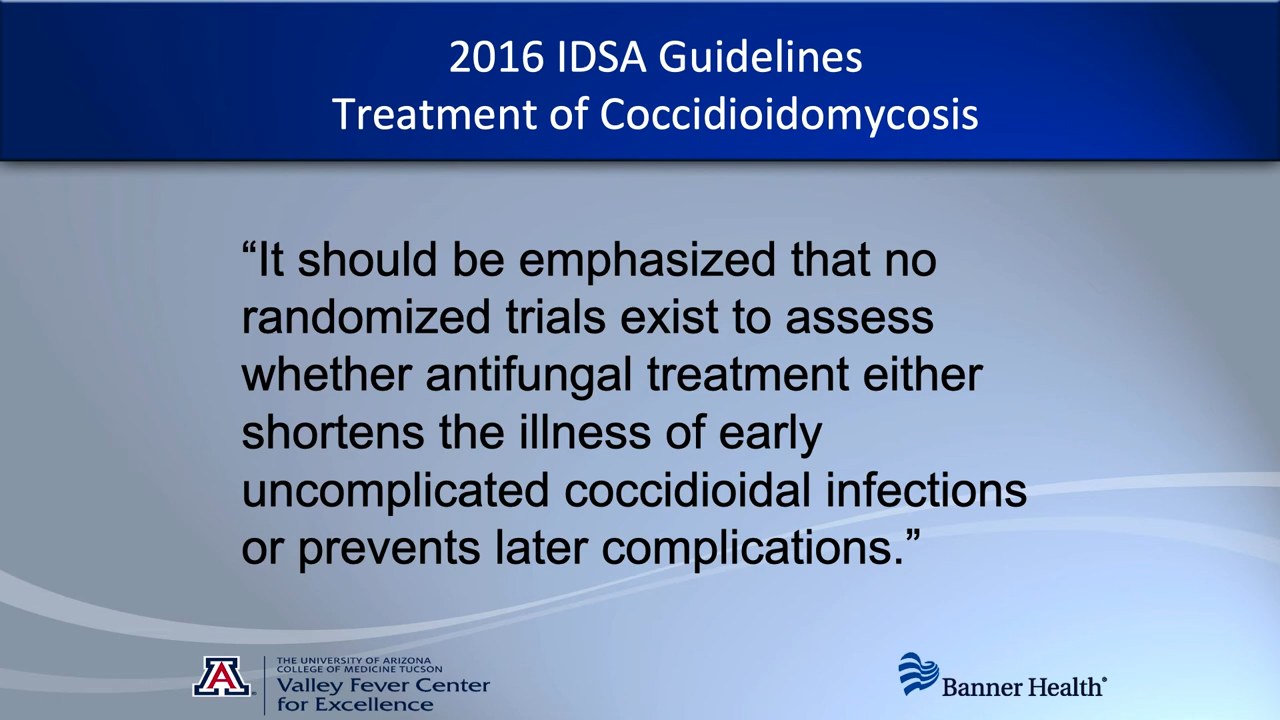 2016 IDSA Guidelines
Treatment of Coccidioidomycosis
“It should be emphasized that no
randomized trials exist to assess
whether antifungal treatment either
shortens the illness of early
uncomplicated coccidioidal infections
or prevents later complications.”
A
THE UNIVERSITY OF ARIZONA
COLLEGE OF MEDICINE TUCSON
Valley Fever Center
for Excellence
Banner Health®